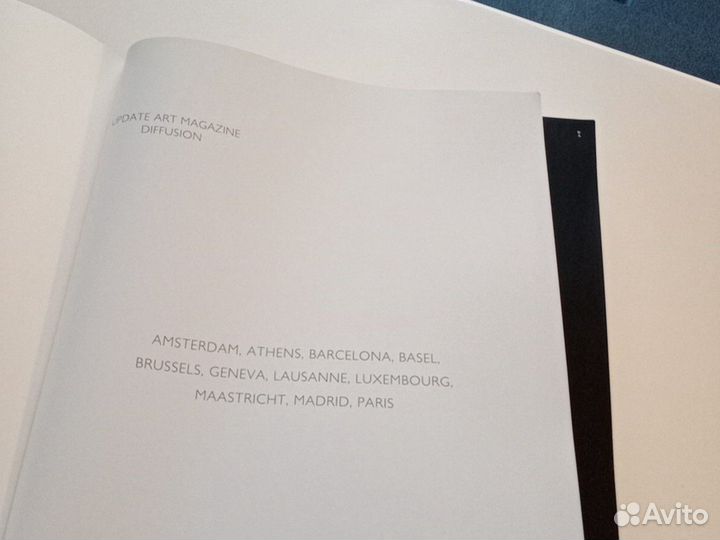 UPDATE ART MAGAZINE
DIFFUSION
AMSTERDAM, ATHENS, BARCELONA, BASEL,
BRUSSELS, GENEVA, LAUSANNE, LUXEMBOURG,
MAASTRICHT, MADRID, PARIS
Avito